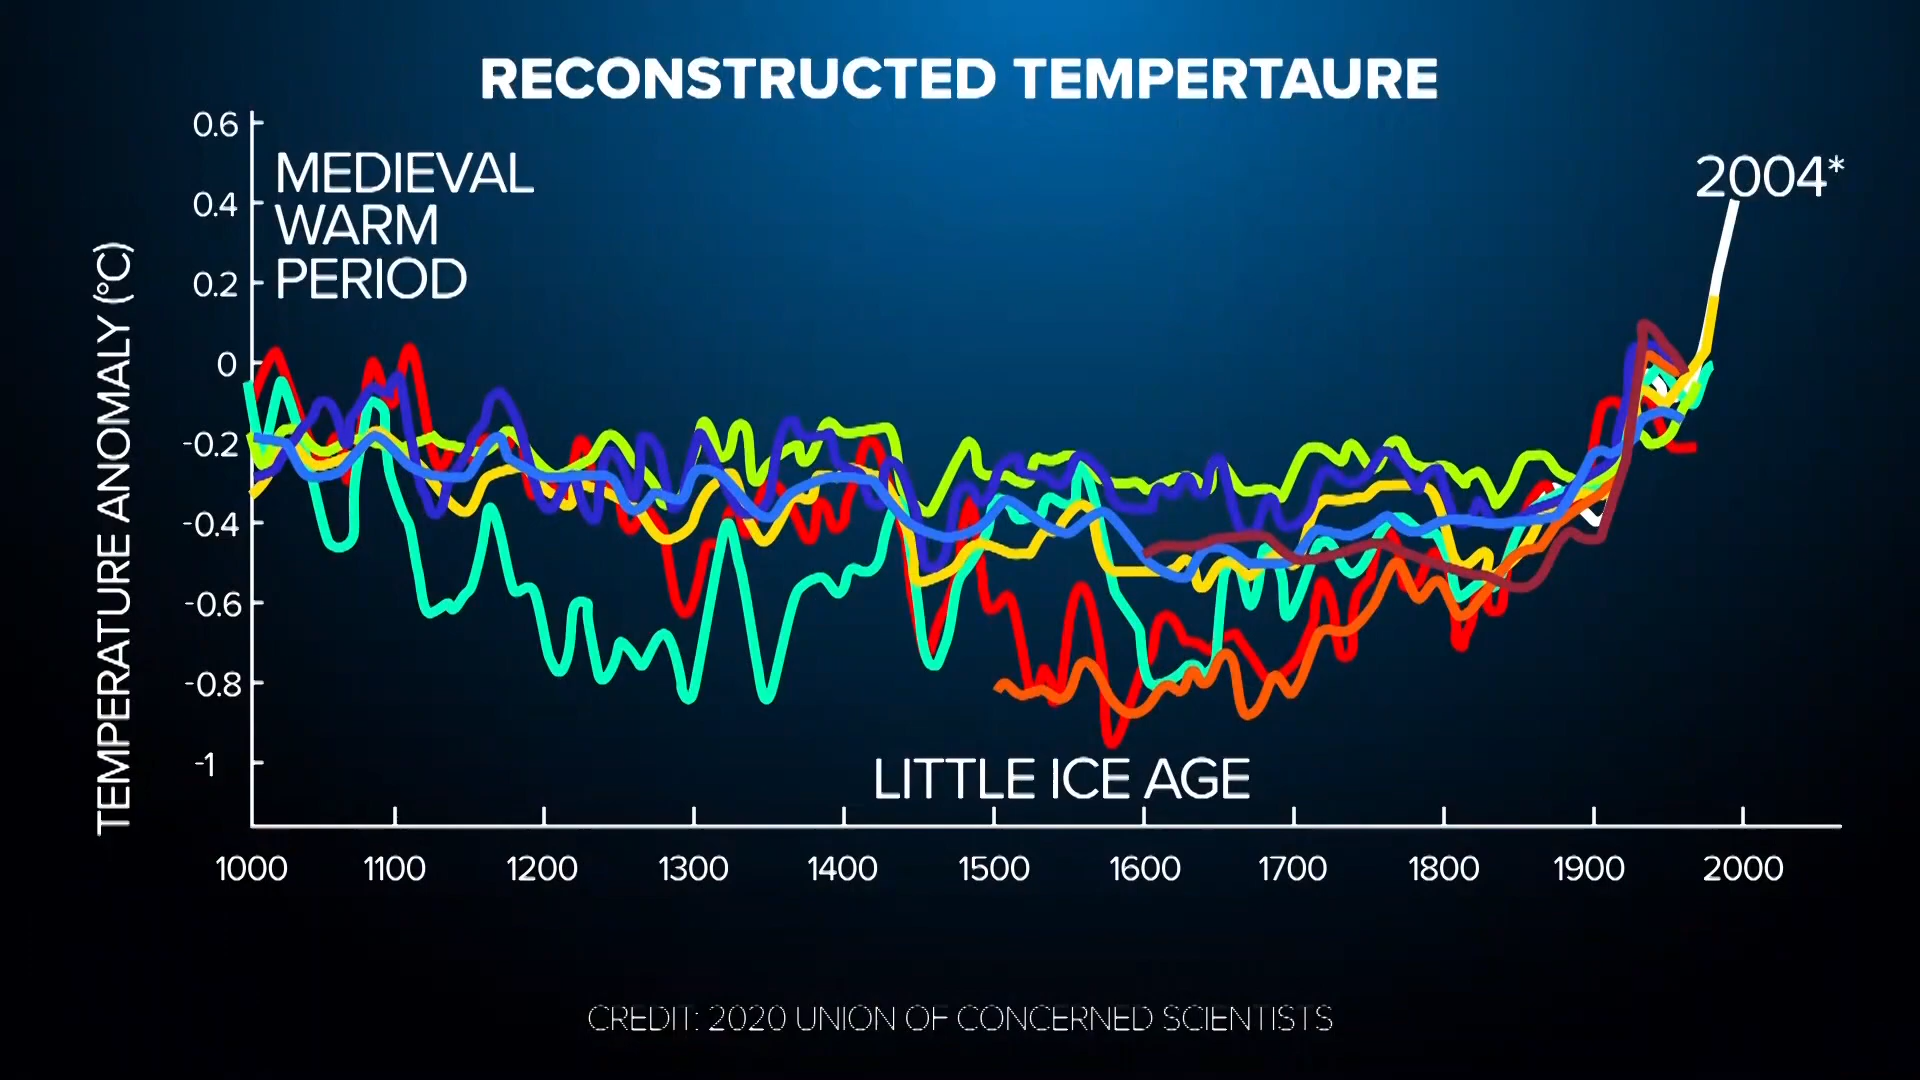 RECONSTRUCTED TEMPERTAURE
TEMPERATURE ANOMALY (°C)
0.6
0.4
0.2
0
-0.2
-0.4
-0.6
-0.8
-1
MEDIEVAL
WARM
PERIOD
2004*
LITTLE ICE AGE
1000 1100 1200 1300 1400 1500 1600 1700 1800 1900 2000
CREDIT: 2020 UNION OF CONCERNED SCIENTISTS